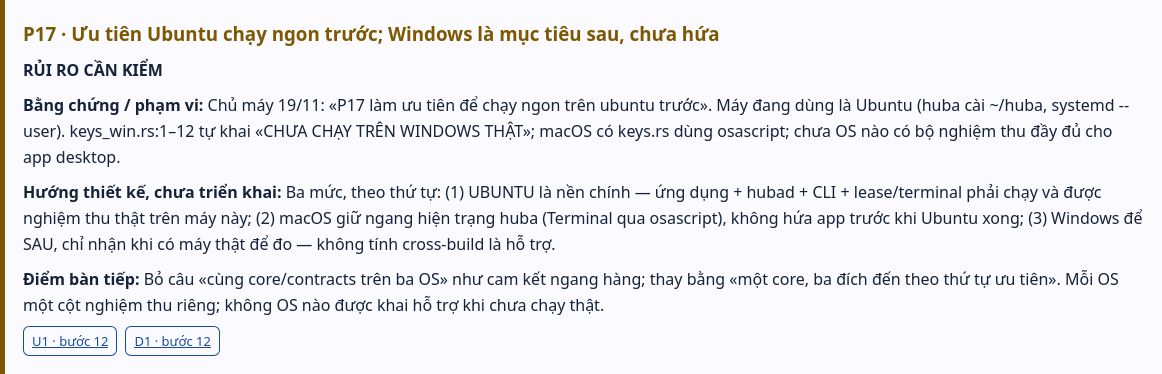 P17 · Ưu tiên Ubuntu chạy ngon trước; Windows là mục tiêu sau, chưa hứa
RỦI RO CẦN KIỂM
Bằng chứng / phạm vi: Chủ máy 19/11: «P17 làm ưu tiên để chạy ngon trên ubuntu trước». Máy đang dùng là Ubuntu (huba cài ~/huba, systemd --
user). keys_win.rs:1–12 tự khai «CHƯA CHẠY TRÊN WINDOWS THẬT»; macOS có keys.rs dùng osascript; chưa OS nào có bộ nghiệm thu đầy đủ cho
app desktop.
Hướng thiết kế, chưa triển khai: Ba mức, theo thứ tự: (1) UBUNTU là nền chính — ứng dụng + hubad + CLI + lease/terminal phải chạy và được
nghiệm thu thật trên máy này; (2) macOS giữ ngang hiện trạng huba (Terminal qua osascript), không hứa app trước khi Ubuntu xong; (3) Windows để
SAU, chỉ nhận khi có máy thật để đo — không tính cross-build là hỗ trợ.
Điểm bàn tiếp: Bỏ câu «cùng core/contracts trên ba OS» như cam kết ngang hàng; thay bằng «một core, ba đích đến theo thứ tự ưu tiên». Mỗi OS
một cột nghiệm thu riêng; không OS nào được khai hỗ trợ khi chưa chạy thật.
U1 · bước 12
D1 · bước 12